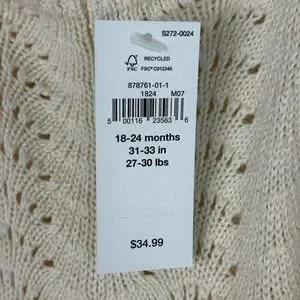 S272-0024
RECYCLED
FSC FSC® C012345
878761-01-1
1824 M07
5 00116 23563 6
18-24 months
31-33 in
27-30 lbs
$34.99